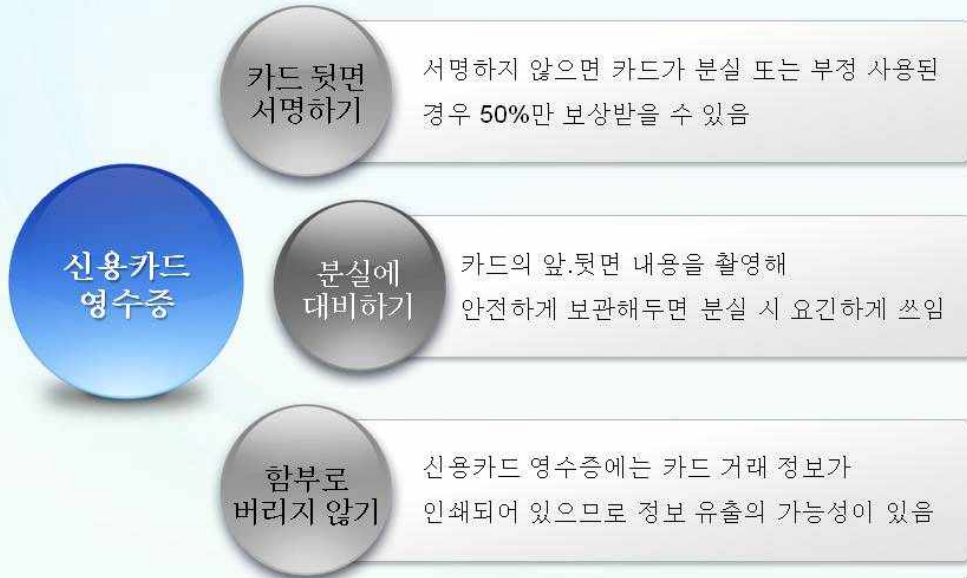 카드 뒷면
서명하기
서명하지 않으면 카드가 분실 또는 부정 사용된
경우 50%만 보상받을 수 있음
신용카드
영수증
분실에
대비하기
카드의 앞.뒷면 내용을 촬영해
안전하게 보관해두면 분실 시 요긴하게 쓰임
함부로
버리지 않기
신용카드 영수증에는 카드 거래 정보가
인쇄되어 있으므로 정보 유출의 가능성이 있음